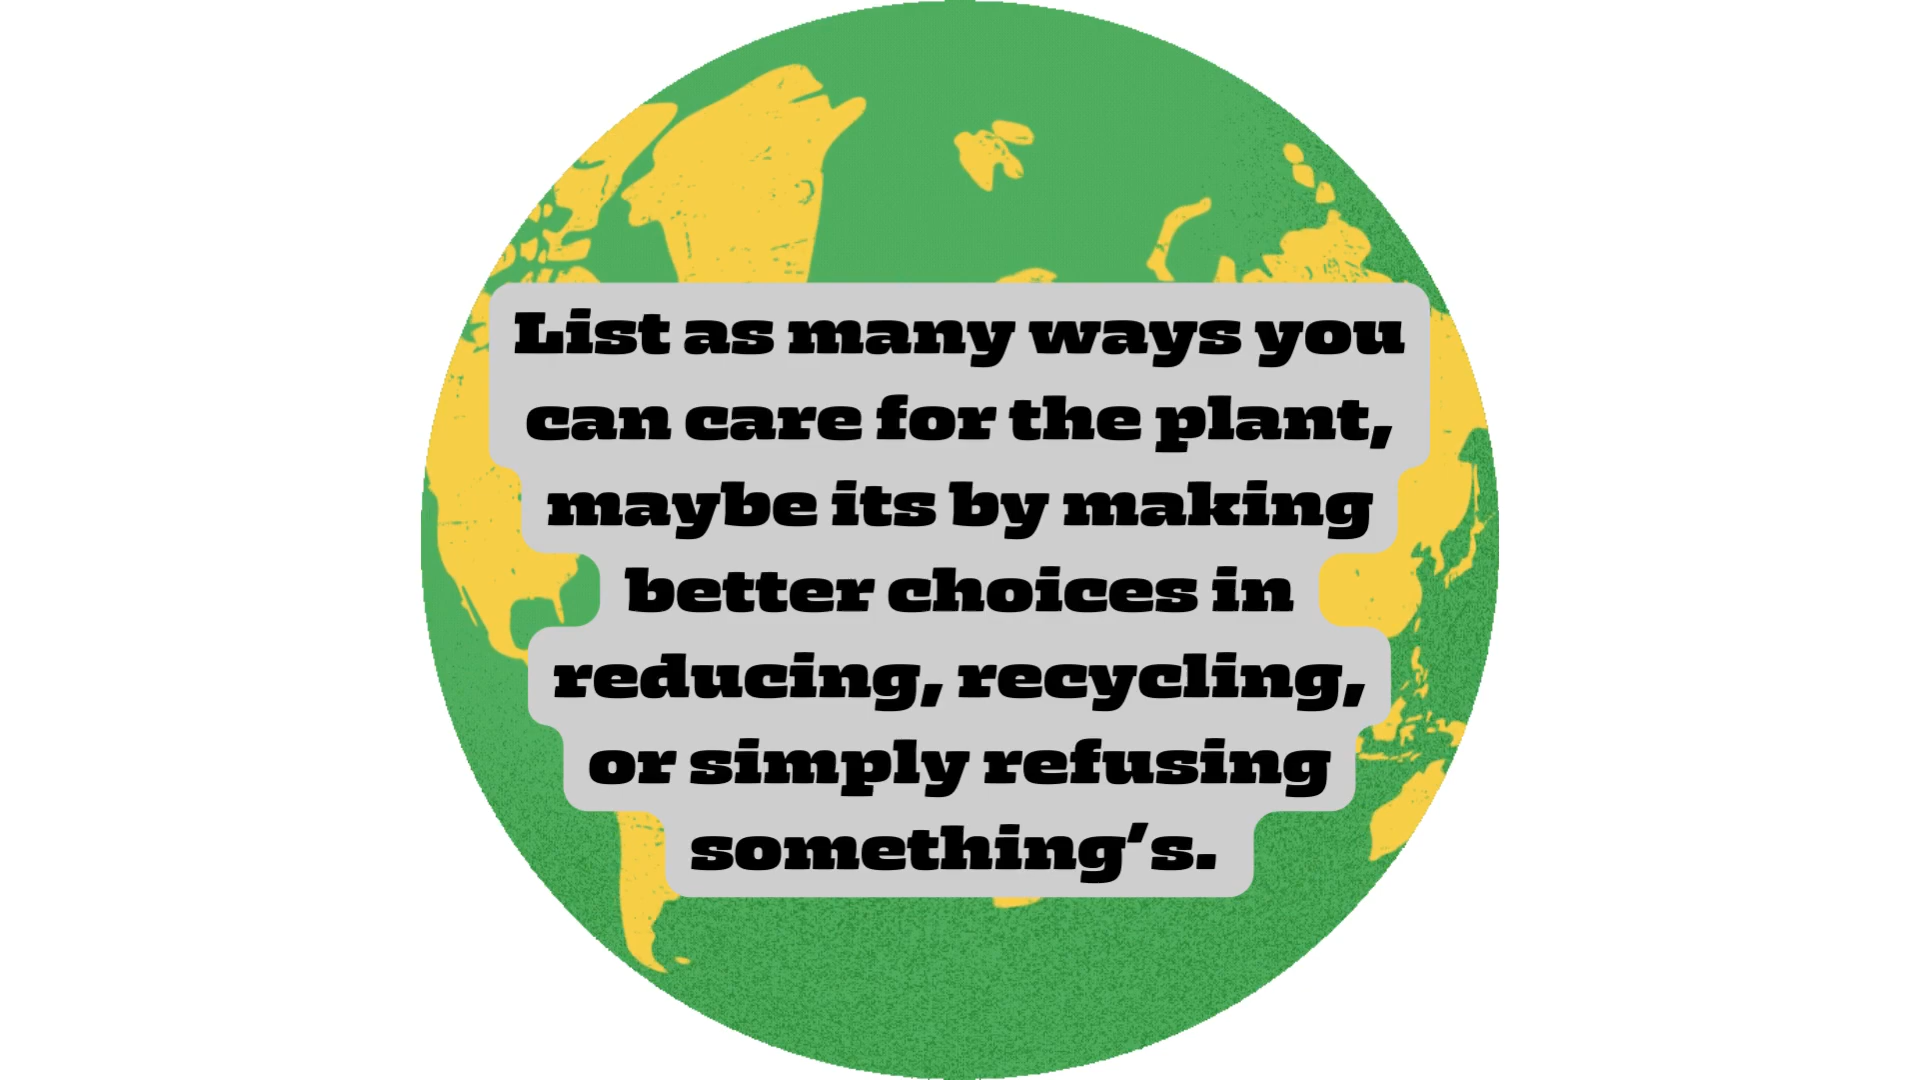 List as many ways you
can care for the plant,
maybe its by making
better choices in
reducing, recycling,
or simply refusing
something's.